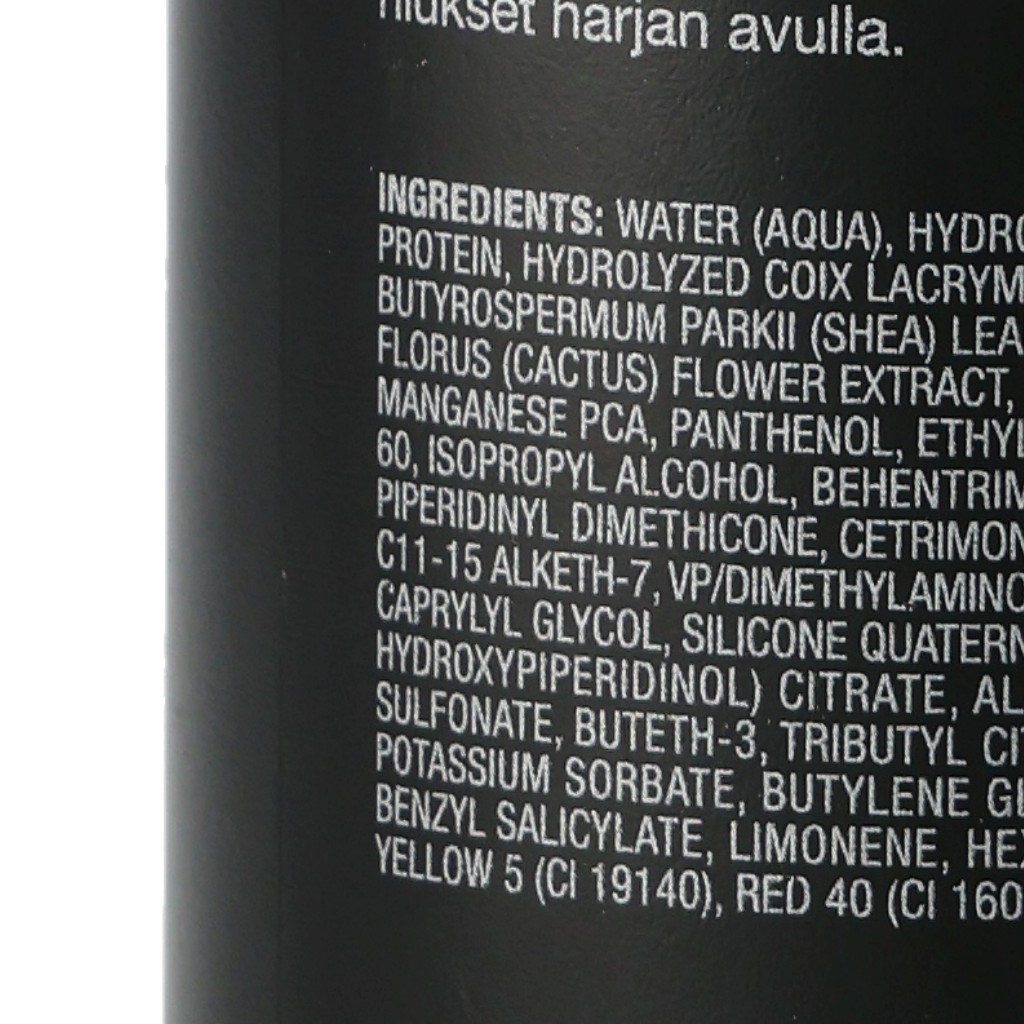 hiukset harjan avulla.
INGREDIENTS: WATER (AQUA), HYDRO
PROTEIN, HYDROLYZED COIX LACRYM
BUTYROSPERMUM PARKII (SHEA) LEA
FLORUS (CACTUS) FLOWER EXTRACT,
MANGANESE PCA, PANTHENOL, ETHYL
60, ISOPROPYL ALCOHOL, BEHENTRIM
PIPERIDINYL DIMETHICONE, CETRIMON
C11-15 ALKETH-7, VP/DIMETHYLAMINO
CAPRYLYL GLYCOL, SILICONE QUATERN
HYDROXYPIPERIDINOL) CITRATE, AL
SULFONATE, BUTETH-3, TRIBUTYL CIT
POTASSIUM SORBATE, BUTYLENE GL
BENZYL SALICYLATE, LIMONENE, HEX
YELLOW 5 (CI 19140), RED 40 (CI 160